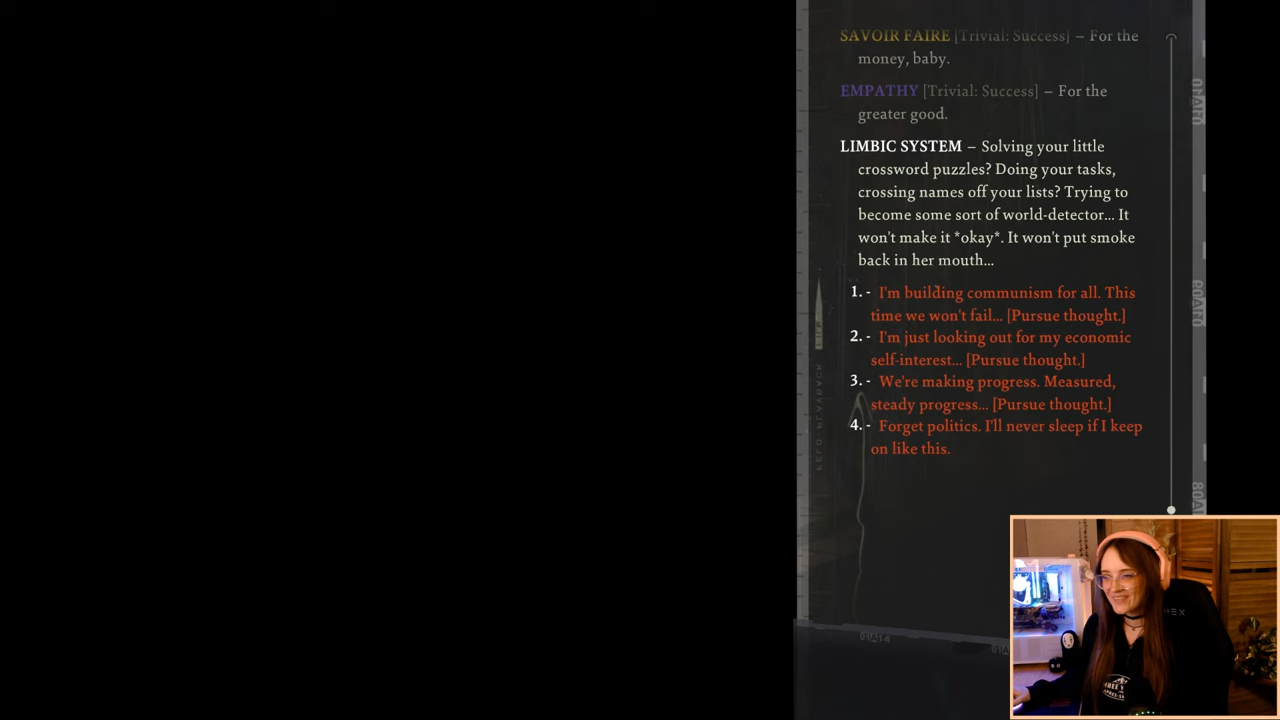 SAVOIR FAIRE [Trivial: Success] – For the
money, baby.
EMPATHY [Trivial: Success] – For the
greater good.
LIMBIC SYSTEM – Solving your little
crossword puzzles? Doing your tasks,
crossing names off your lists? Trying to
become some sort of world-detector... It
won't make it *okay*. It won't put smoke
back in her mouth...
1. - I'm building communism for all. This
time we won't fail... [Pursue thought.]
2. - I'm just looking out for my economic
self-interest... [Pursue thought.]
3. - We're making progress. Measured,
steady progress... [Pursue thought.]
4. - Forget politics. I'll never sleep if I keep
on like this.